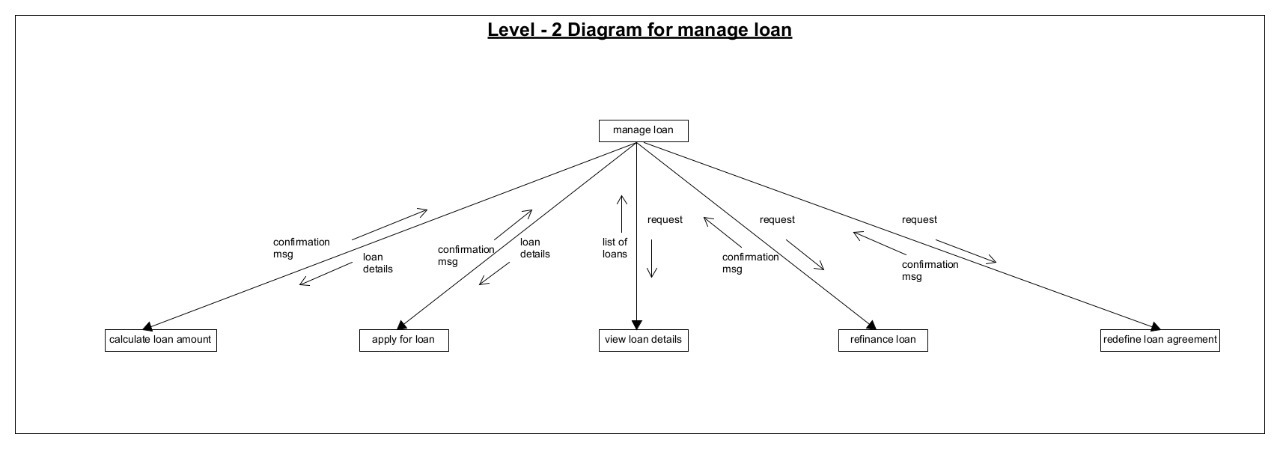 Level - 2 Diagram for manage loan
manage loan
confirmation
msg
loan
details
confirmation
msg
loan
details
list of
loans
request
request
confirmation
msg
request
confirmation
msg
calculate loan amount
apply for loan
view loan details
refinance loan
redefine loan agreement